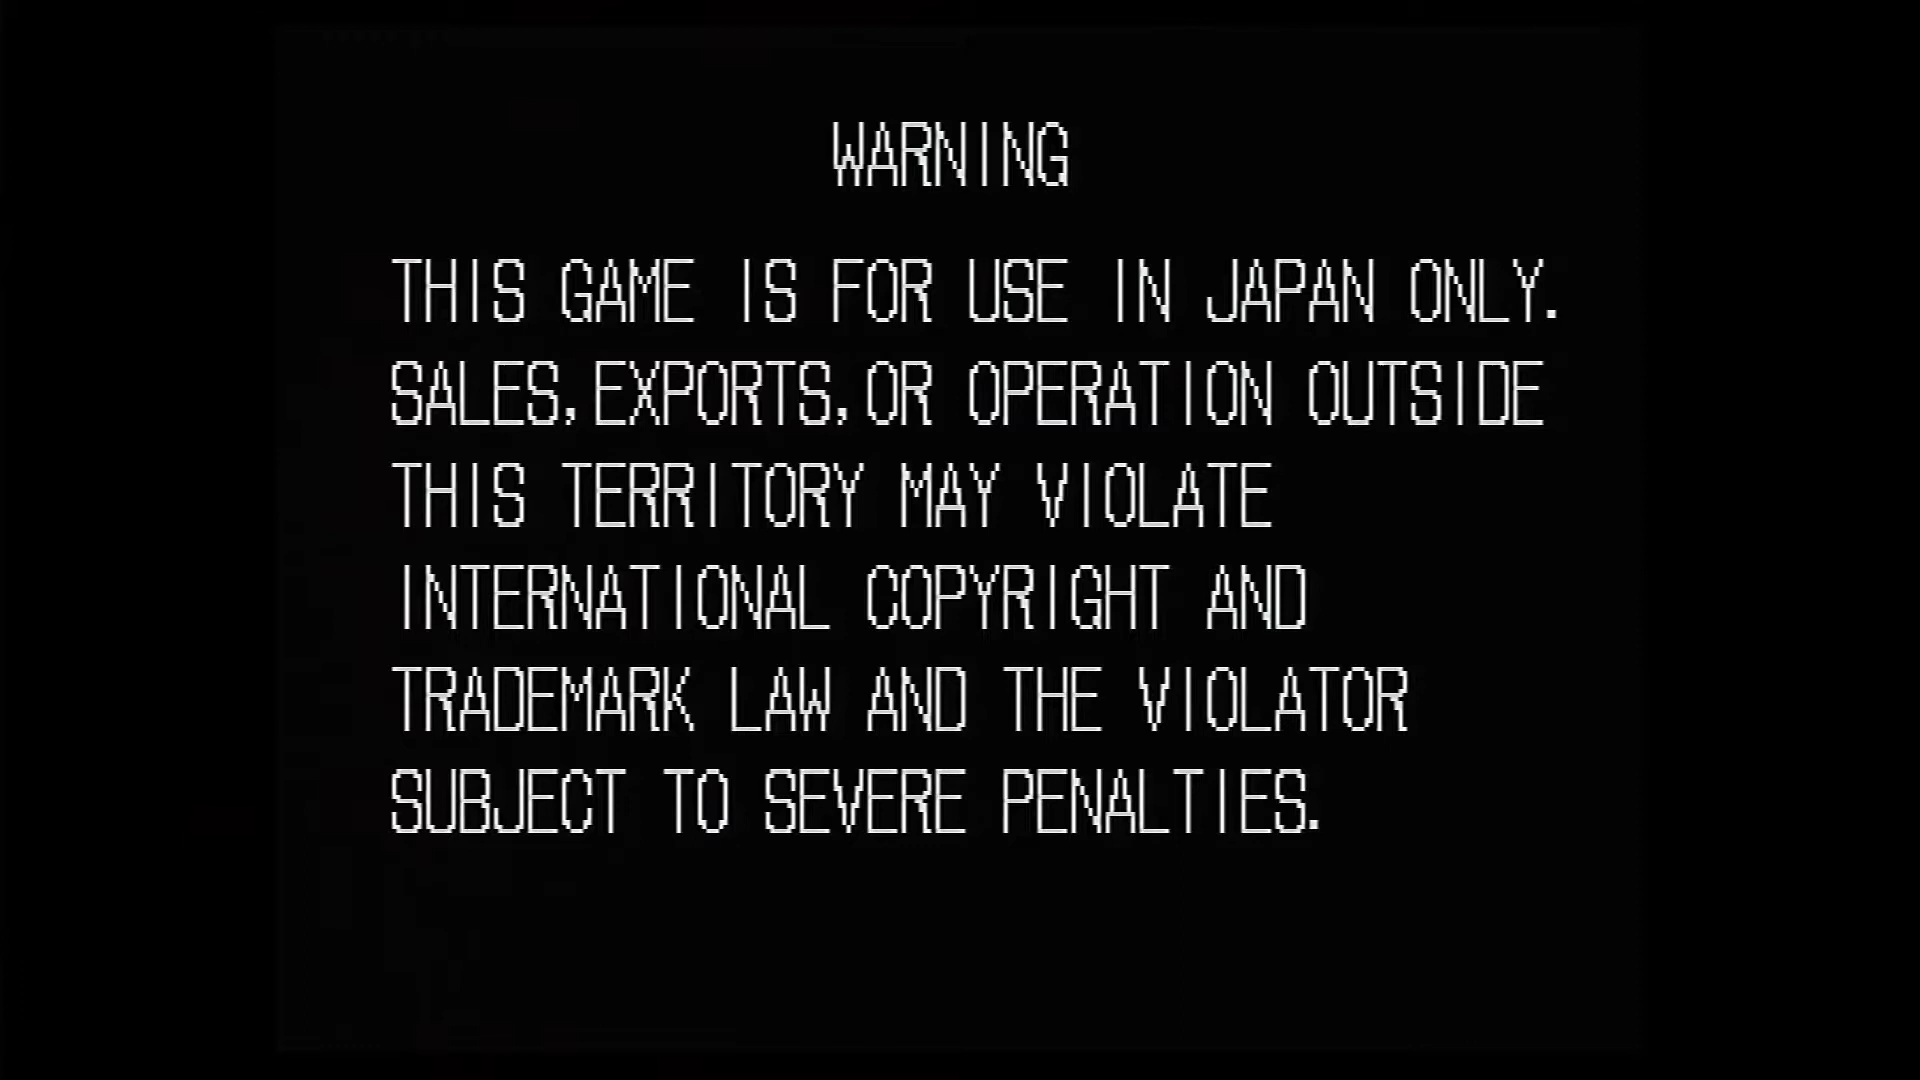 WARNING
THIS GAME IS FOR USE IN JAPAN ONLY.
SALES,EXPORTS,OR OPERATION OUTSIDE
THIS TERRITORY MAY VIOLATE
INTERNATIONAL COPYRIGHT AND
TRADEMARK LAW AND THE VIOLATOR
SUBJECT TO SEVERE PENALTIES.